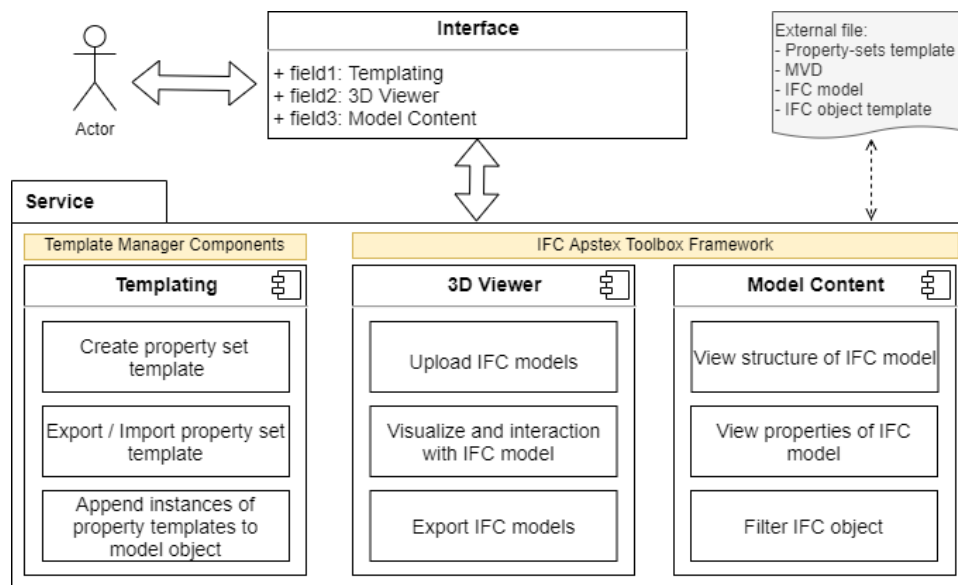 Interface
+ field1: Templating
+ field2: 3D Viewer
+ field3: Model Content
Actor
External file:
- Property-sets template
- MVD
- IFC model
- IFC object template
Service
Template Manager Components
IFC Apstex Toolbox Framework
Templating
Create property set
template
Export / Import property set
template
Append instances of
property templates to
model object
3D Viewer
Upload IFC models
Visualize and interaction
with IFC model
Export IFC models
Model Content
View structure of IFC model
View properties of IFC
model
Filter IFC object